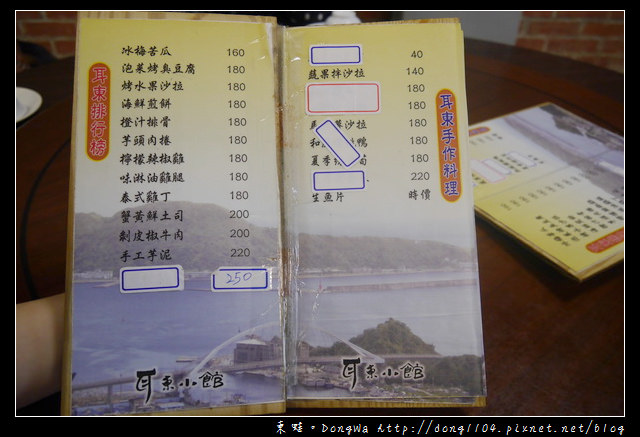 耳東排行榜
冰梅苦瓜 160
泡菜烤臭豆腐 180
烤水果沙拉 180
海鮮煎餅 180
橙汁排骨 180
芋頭肉捲 180
檸檬辣椒雞 180
味淋油雞腿 180
泰式雞丁 180
蟹黃鮮土司 200
剝皮椒牛肉 200
手工芋泥 220
250
耳東小館
耳東手作料理
40
蔬果拌沙拉 140
180
180
沙拉 180
鴨 180
夏季 180
220
生魚片 時價
耳東小館
東蛙。DongWa http://dong1104.pixnet.net/blog